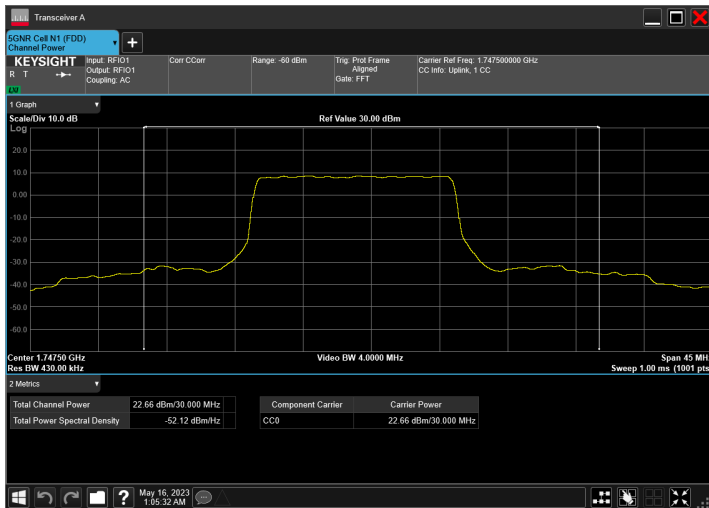 Transceiver A
5GNR Cell N1 (FDD)
Channel Power
KEYSIGHT
R T
LXI
Input: RFIO1
Output: RFIO1
Coupling: AC
Corr CCorr
Range: -60 dBm
Trig: Prot Frame
Aligned
Gate: FFT
Carrier Ref Freq: 1.747500000 GHz
CC Info: Uplink, 1 CC
1 Graph
Scale/Div 10.0 dB
Ref Value 30.00 dBm
Log
20.0
10.0
0.00
-10.0
-20.0
-30.0
-40.0
-50.0
-60.0
Center 1.74750 GHz
Video BW 4.0000 MHz
Span 45 MHz
Res BW 430.00 kHz
Sweep 1.00 ms (1001 pts
2 Metrics
Total Channel Power 22.66 dBm/30.000 MHz
Total Power Spectral Density -52.12 dBm/Hz
Component Carrier Carrier Power
CC0 22.66 dBm/30.000 MHz
May 16, 2023
1:05:32 AM